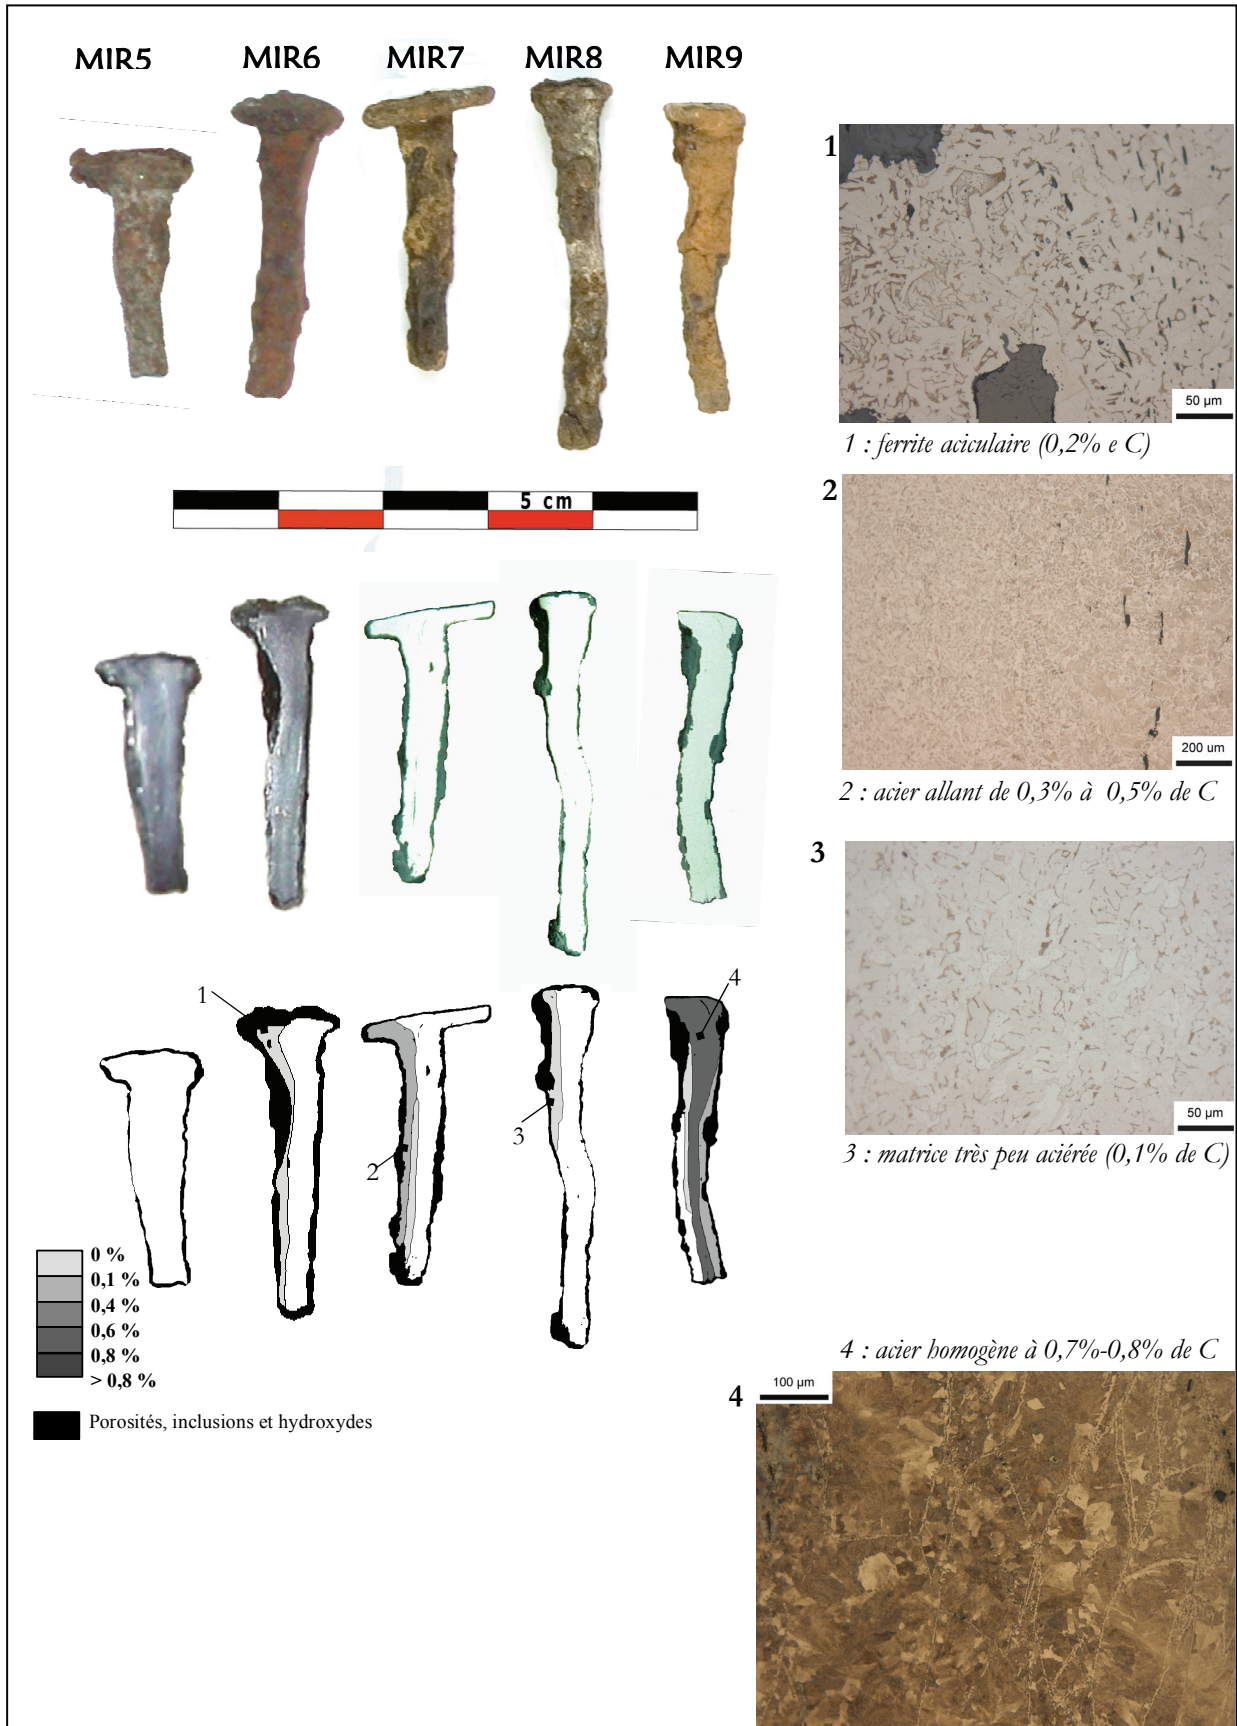 MIR5 MIR6 MIR7 MIR8 MIR9
1
50 µm
1 : ferrite aciculaire (0,2% e C)
5 cm
2
200 um
2 : acier allant de 0,3% à 0,5% de C
3
50 µm
3 : matrice très peu aciérée (0,1% de C)
1
2
3
4
0 %
0,1 %
0,4 %
0,6 %
0,8 %
> 0,8 %
Porosités, inclusions et hydroxydes
4 : acier homogène à 0,7%-0,8% de C
4
100 µm